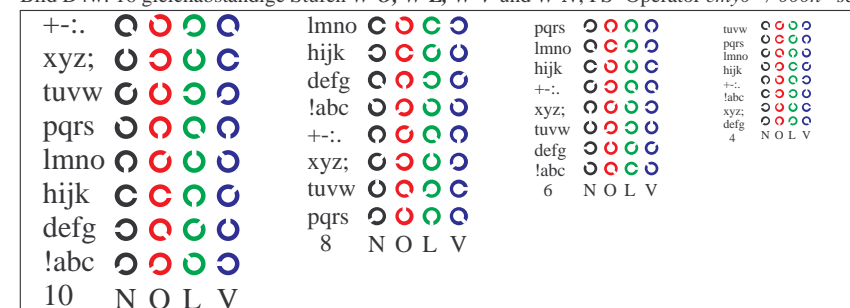 +-:.
xyz;
tuvw
pqrs
lmno
hijk
defg
!abc
10 N O L V
lmno
hijk
defg
!abc
+-:.
xyz;
tuvw
pqrs
8 N O L V
pqrs
lmno
hijk
+-:.
xyz;
tuvw
defg
!abc
6 N O L V
tuvw
pqrs
lmno
hijk
+-:.
!abc
xyz;
defg
4 N O L V